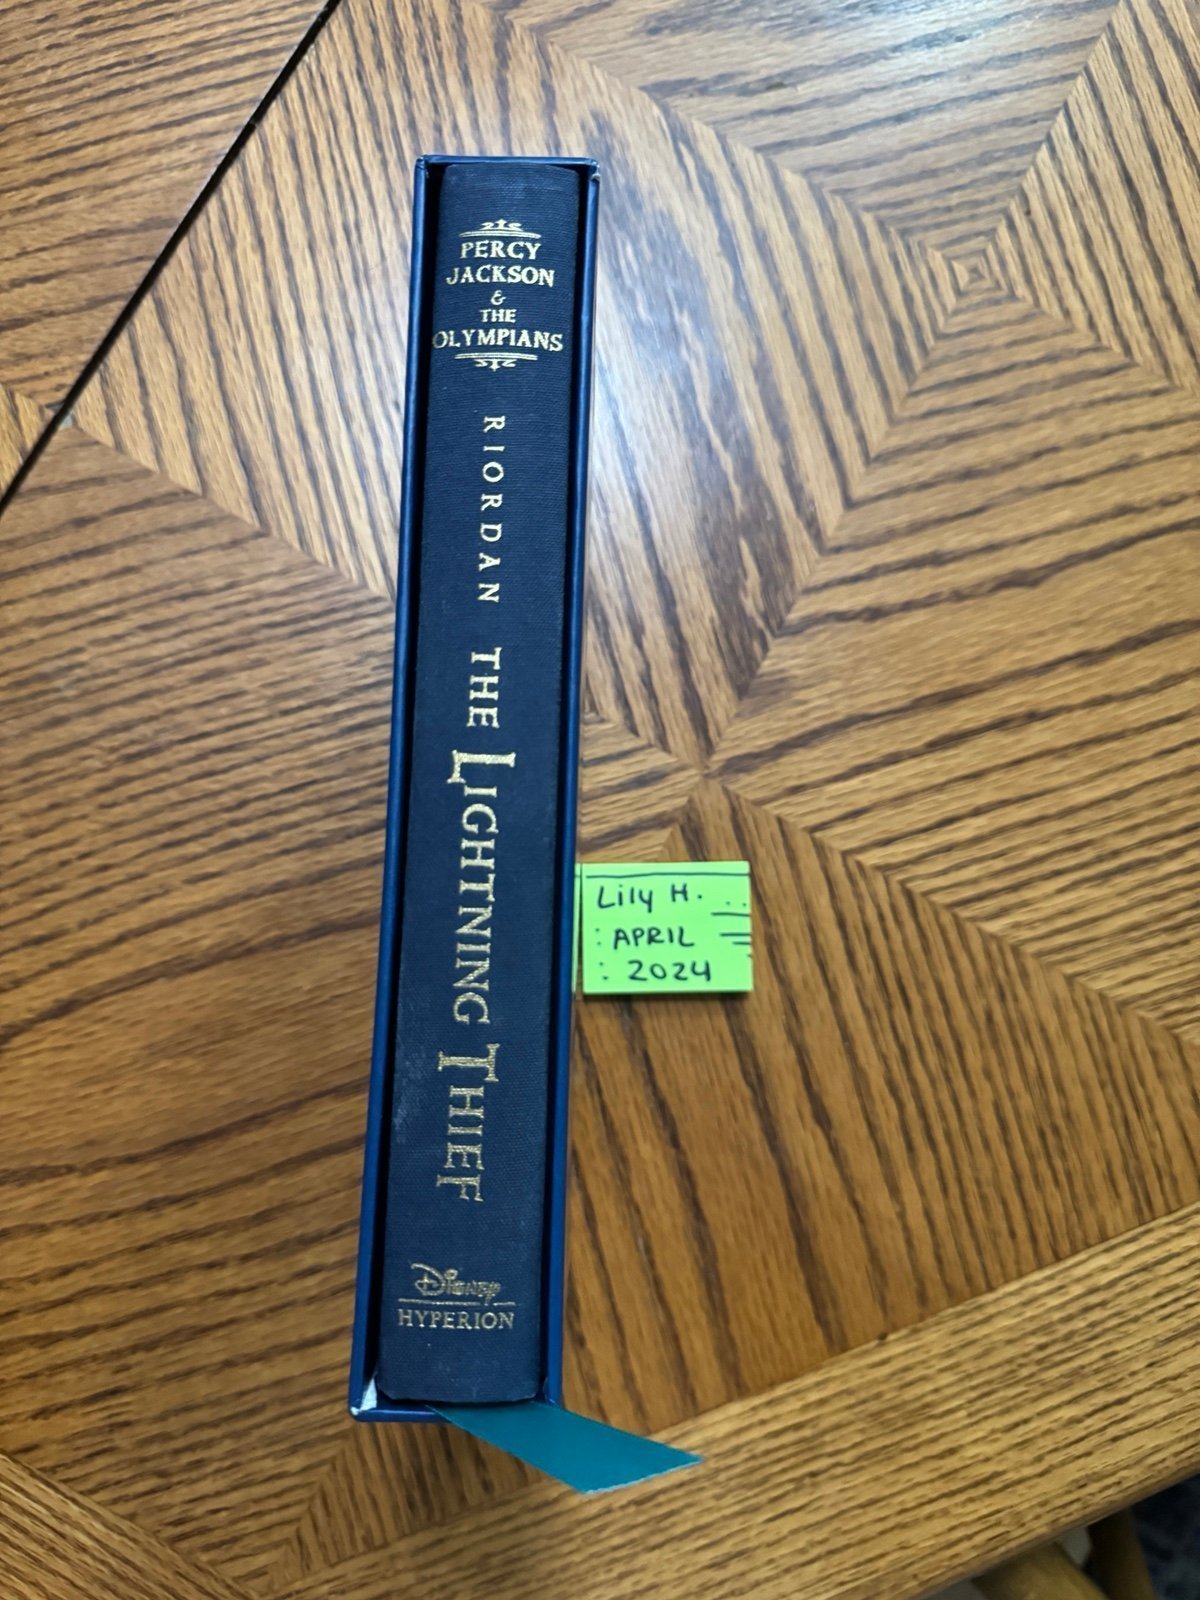 PERCY
JACKSON
&
THE
OLYMPIANS
RIORDAN
THE LIGHTNING THIEF
Disney
HYPERION
Lily H.
APRIL
2024